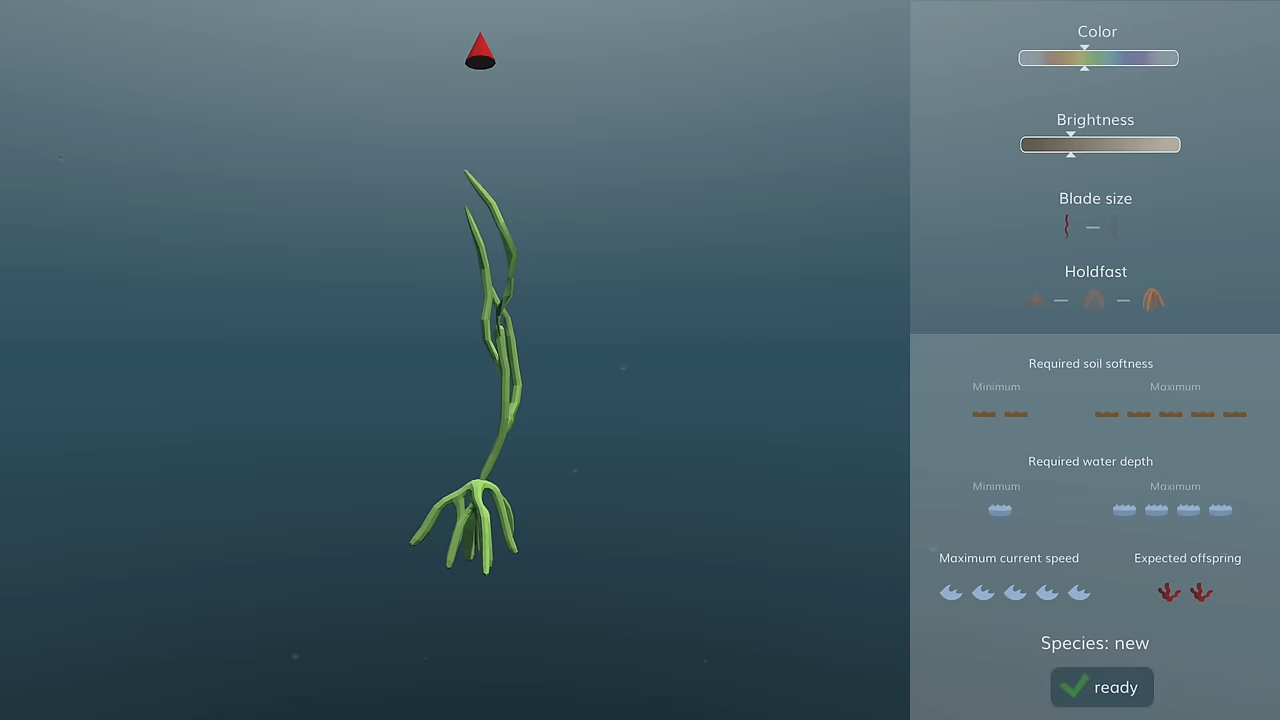 Color
Brightness
Blade size
Holdfast
Required soil softness
Minimum Maximum
Required water depth
Minimum Maximum
Maximum current speed Expected offspring
Species: new
ready